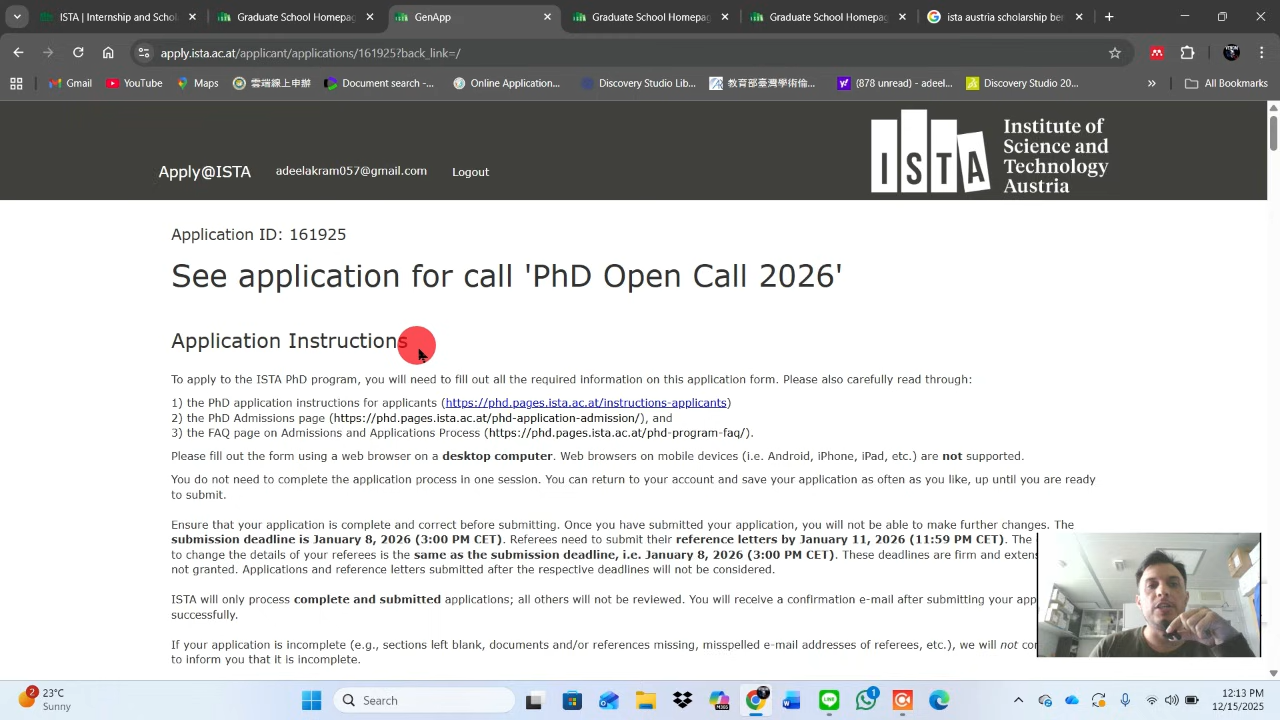 ISTA | Internship and Schol
Graduate School Homepag
GenApp
Graduate School Homepag
Graduate School Homepag
ista austria scholarship ber
apply.ista.ac.at/applicant/applications/161925?back_link=/
Gmail
YouTube
Maps
雲端線上申辦
Document search -...
Online Application...
Discovery Studio Lib...
教育部臺灣學術倫...
(878 unread) - adeel...
Discovery Studio 20...
All Bookmarks
Apply@ISTA
adeelakram057@gmail.com
Logout
ISTA
Institute of
Science and
Technology
Austria
Application ID: 161925
See application for call 'PhD Open Call 2026'
Application Instructions
To apply to the ISTA PhD program, you will need to fill out all the required information on this application form. Please also carefully read through:
1) the PhD application instructions for applicants (https://phd.pages.ista.ac.at/instructions-applicants)
2) the PhD Admissions page (https://phd.pages.ista.ac.at/phd-application-admission/), and
3) the FAQ page on Admissions and Applications Process (https://phd.pages.ista.ac.at/phd-program-faq/).
Please fill out the form using a web browser on a desktop computer. Web browsers on mobile devices (i.e. Android, iPhone, iPad, etc.) are not supported.
You do not need to complete the application process in one session. You can return to your account and save your application as often as you like, up until you are ready
to submit.
Ensure that your application is complete and correct before submitting. Once you have submitted your application, you will not be able to make further changes. The
submission deadline is January 8, 2026 (3:00 PM CET). Referees need to submit their reference letters by January 11, 2026 (11:59 PM CET). The
to change the details of your referees is the same as the submission deadline, i.e. January 8, 2026 (3:00 PM CET). These deadlines are firm and exten
not granted. Applications and reference letters submitted after the respective deadlines will not be considered.
ISTA will only process complete and submitted applications; all others will not be reviewed. You will receive a confirmation e-mail after submitting your app
successfully.
If your application is incomplete (e.g., sections left blank, documents and/or references missing, misspelled e-mail addresses of referees, etc.), we will not co
to inform you that it is incomplete.
2
23°C
Sunny
Search
1
12:13 PM
12/15/2025